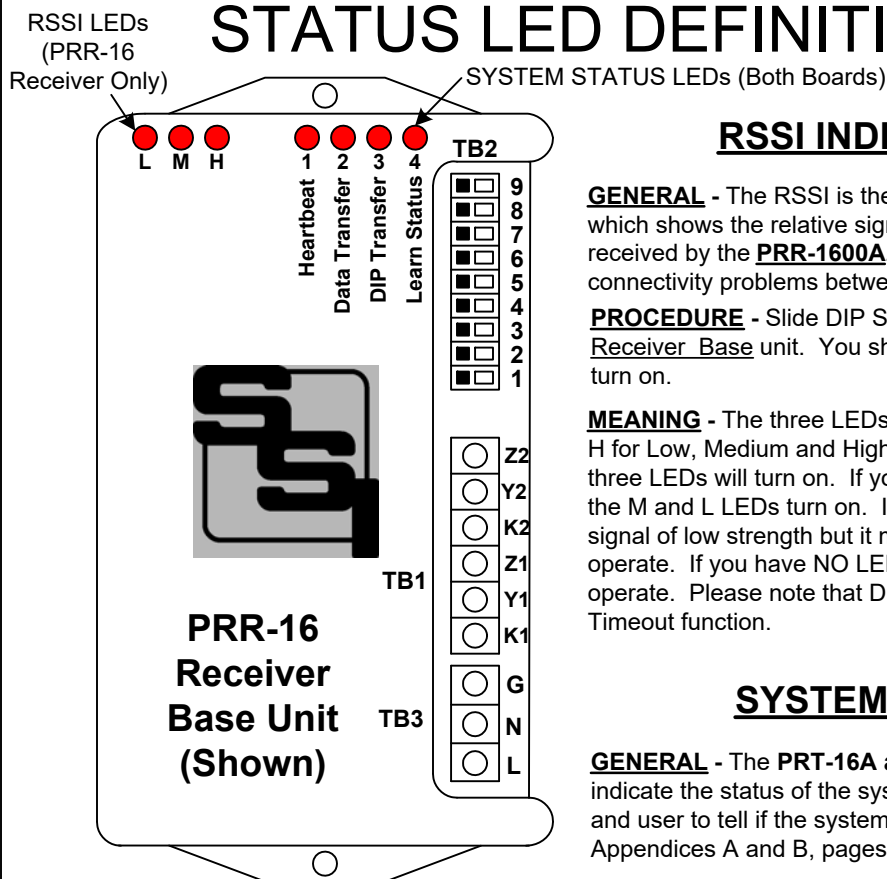 STATUS LED DEFINITI
RSSI LEDs
(PRR-16
Receiver Only)
SYSTEM STATUS LEDs (Both Boards)
L M H 1 2 3 4
Heartbeat
Data Transfer
DIP Transfer
Learn Status
TB2
9
8
7
6
5
4
3
2
1
SSI
Z2
Y2
K2
Z1
Y1
K1
TB1
G
N
L
TB3
PRR-16
Receiver
Base Unit
(Shown)
RSSI INDI
GENERAL - The RSSI is the
which shows the relative sig
received by the PRR-1600A
connectivity problems betwe
PROCEDURE - Slide DIP S
Receiver Base unit. You sh
turn on.
MEANING - The three LEDs
H for Low, Medium and High
three LEDs will turn on. If yo
the M and L LEDs turn on. I
signal of low strength but it n
operate. If you have NO LE
operate. Please note that D
Timeout function.
SYSTEM
GENERAL - The PRT-16A a
indicate the status of the sys
and user to tell if the system
Appendices A and B, pages